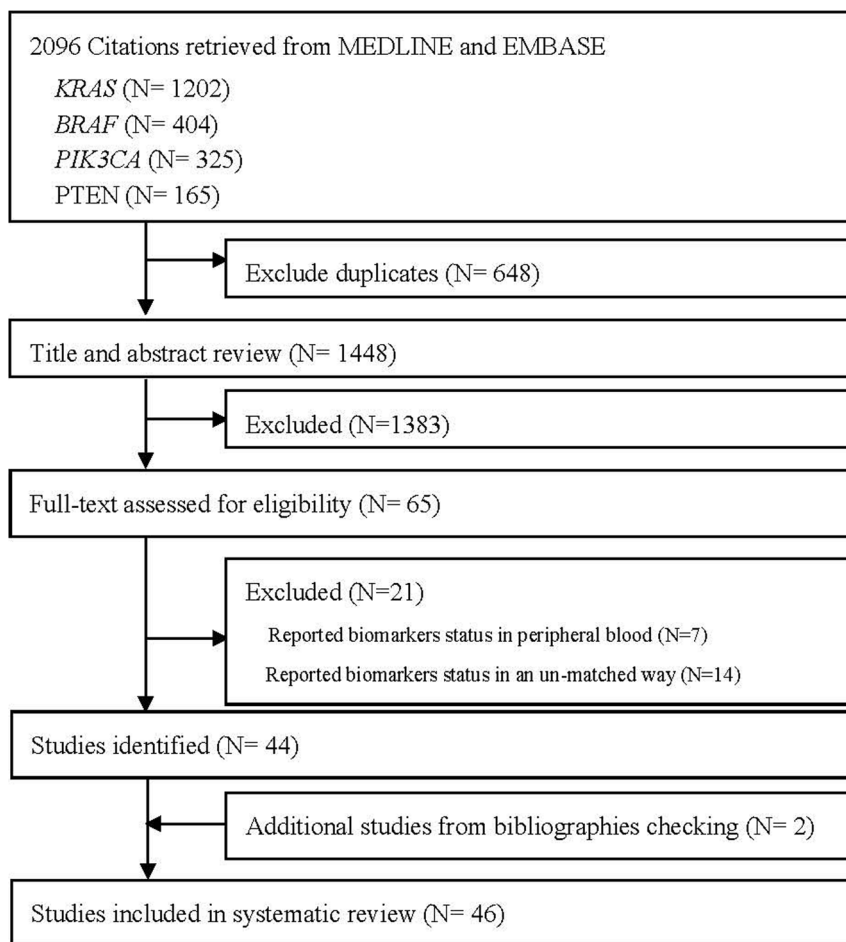 2096 Citations retrieved from MEDLINE and EMBASE
KRAS (N= 1202)
BRAF (N= 404)
PIK3CA (N= 325)
PTEN (N= 165)
Exclude duplicates (N= 648)
Title and abstract review (N= 1448)
Excluded (N=1383)
Full-text assessed for eligibility (N= 65)
Excluded (N=21)
Reported biomarkers status in peripheral blood (N=7)
Reported biomarkers status in an un-matched way (N=14)
Studies identified (N= 44)
Additional studies from bibliographies checking (N= 2)
Studies included in systematic review (N= 46)